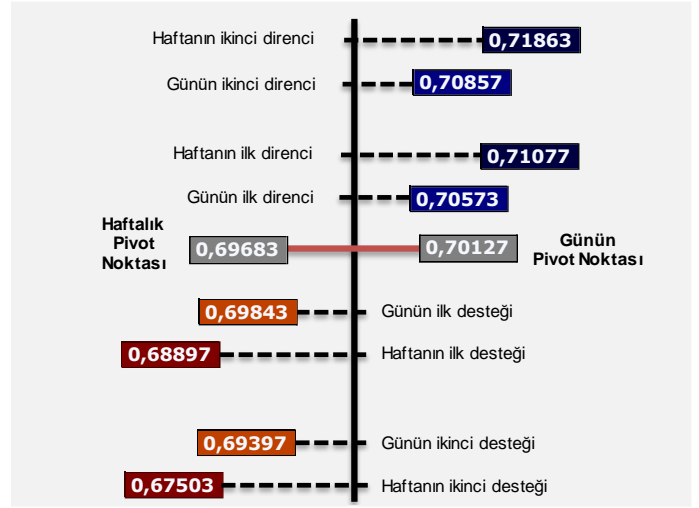 Haftanın ikinci direnci 0,71863
Günün ikinci direnci 0,70857
Haftanın ilk direnci 0,71077
Günün ilk direnci 0,70573
Haftalık
Pivot
Noktası
0,69683 0,70127
Günün
Pivot Noktası
0,69843 Günün ilk desteği
0,68897 Haftanın ilk desteği
0,69397 Günün ikinci desteği
0,67503 Haftanın ikinci desteği